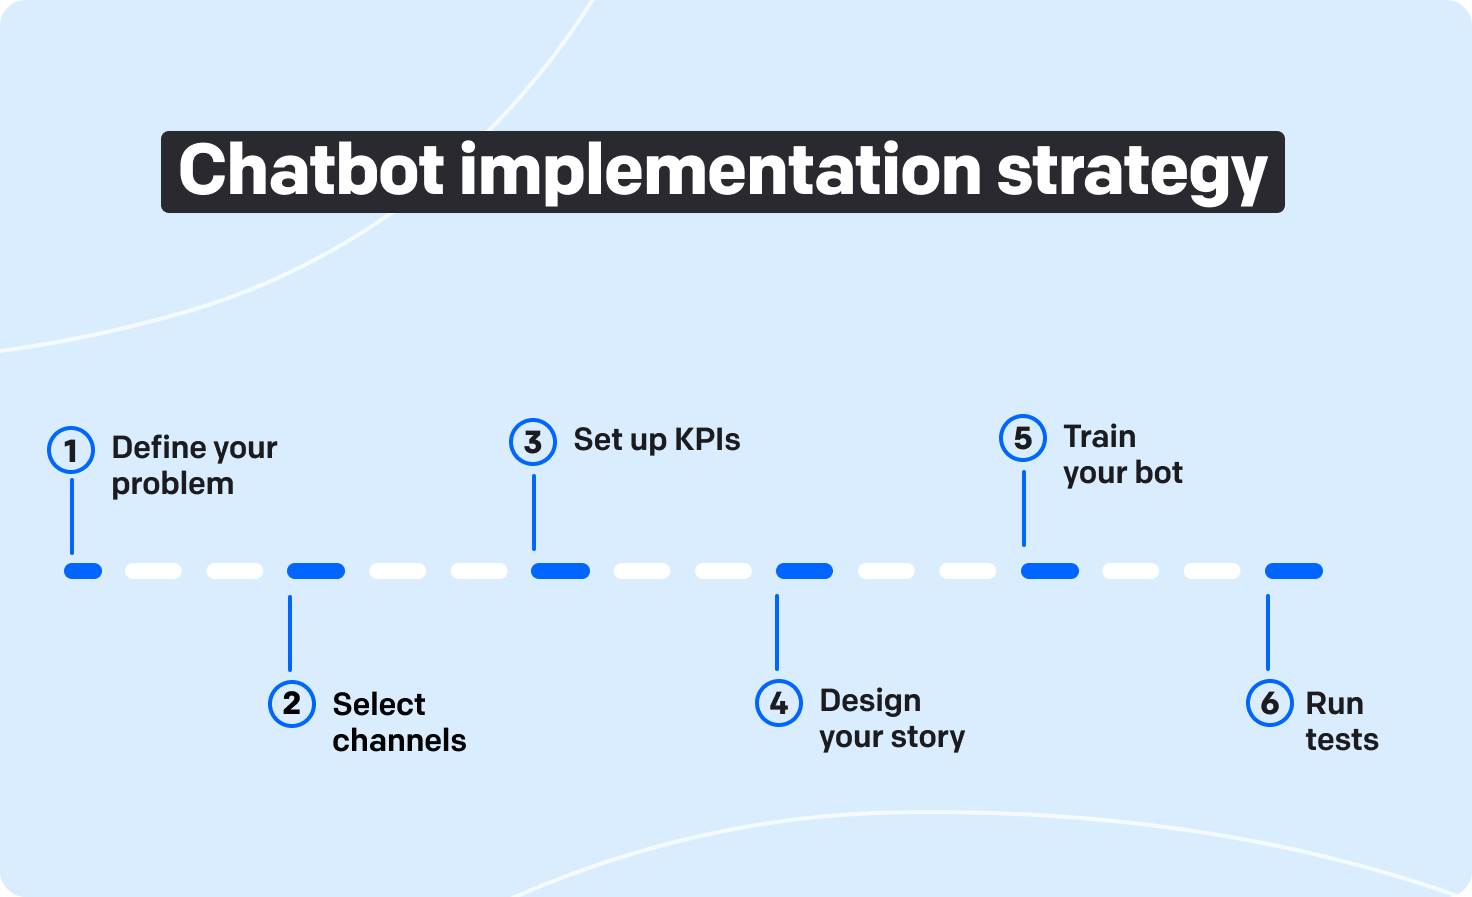 Chatbot implementation strategy
1 Define your
problem
2 Select
channels
3 Set up KPIs
4 Design
your story
5 Train
your bot
6 Run
tests